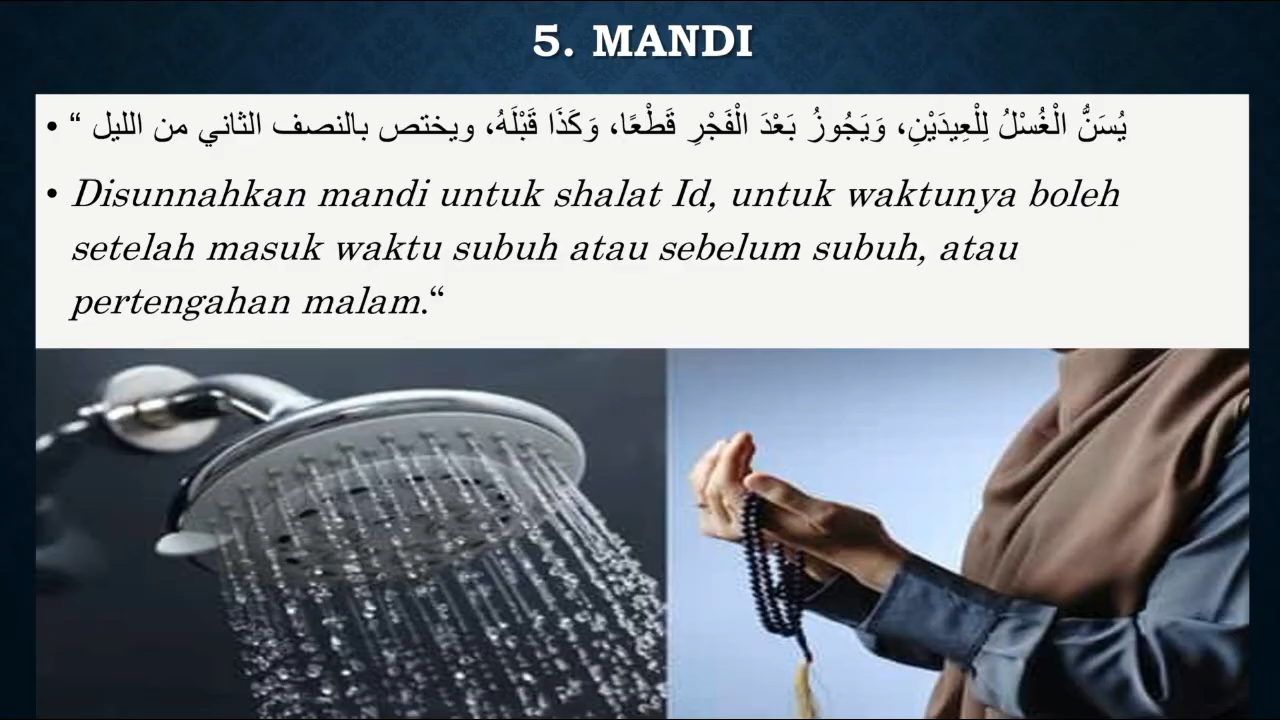 5. MANDI
• “ يُسَنُّ الْغُسْلُ لِلْعِيدَيْنِ، وَيَجُوزُ بَعْدَ الْفَجْرِ قَطْعًا، وَكَذَا قَبْلَهُ، ويختص بالنصف الثاني من الليل
• Disunnahkan mandi untuk shalat Id, untuk waktunya boleh
setelah masuk waktu subuh atau sebelum subuh, atau
pertengahan malam.“